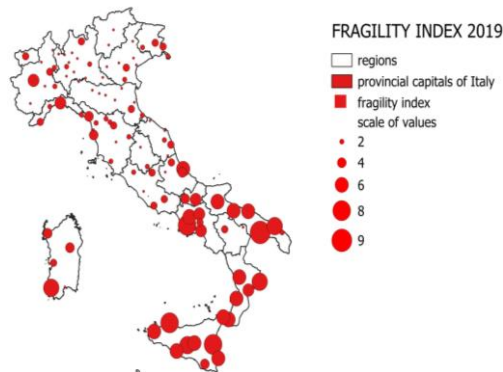 FRAGILITY INDEX 2019
regions
provincial capitals of Italy
fragility index
scale of values
2
4
6
8
9